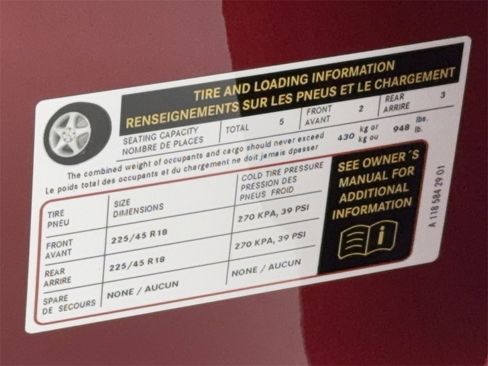 TIRE AND LOADING INFORMATION
RENSEIGNEMENTS SUR LES PNEUS ET LE CHARGEMENT
SEATING CAPACITY
NOMBRE DE PLACES
TOTAL 5
FRONT
AVANT
2
REAR
ARRIÈRE
3
The combined weight of occupants and cargo should never exceed
Le poids total des occupants et du chargement ne doit jamais dpasser
430 kg or
kg ou
948 lbs.
lb.
TIRE
PNEU
SIZE
DIMENSIONS
COLD TIRE PRESSURE
PRESSION DES
PNEUS FROID
FRONT
AVANT
225/45 R18
270 KPA, 39 PSI
REAR
ARRIERE
225/45 R18
270 KPA, 39 PSI
SPARE
DE SECOURS
NONE / AUCUN
NONE / AUCUN
SEE OWNER´S
MANUAL FOR
ADDITIONAL
INFORMATION
A 118 584 29 01